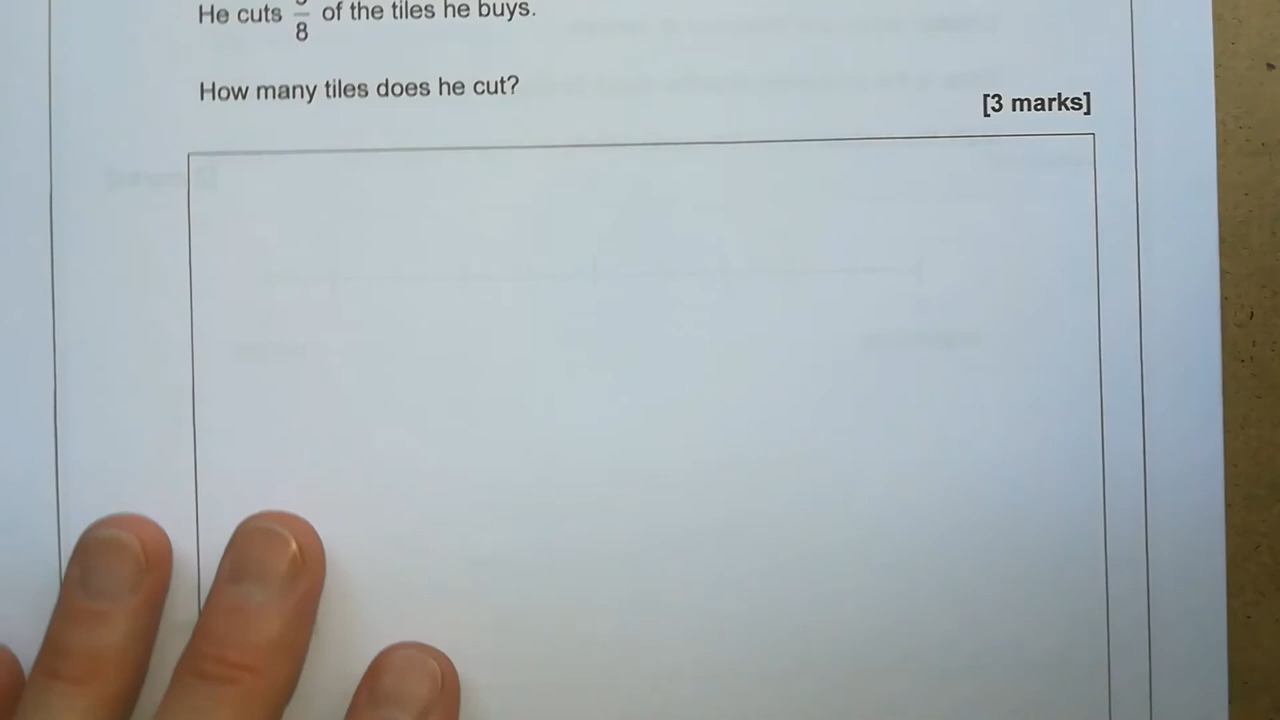 He cuts /8 of the tiles he buys.
How many tiles does he cut?
[3 marks]